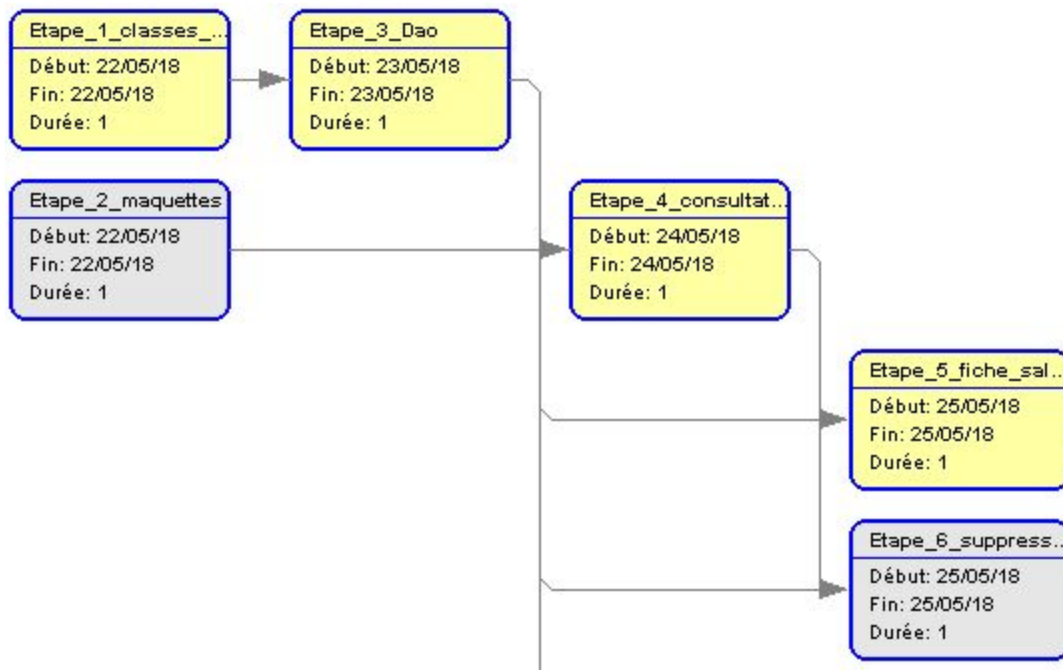 Etape_1_classes_...
Début: 22/05/18
Fin: 22/05/18
Durée: 1
Etape_3_Dao
Début: 23/05/18
Fin: 23/05/18
Durée: 1
Etape_2_maquettes
Début: 22/05/18
Fin: 22/05/18
Durée: 1
Etape_4_consultat...
Début: 24/05/18
Fin: 24/05/18
Durée: 1
Etape_5_fiche_sal...
Début: 25/05/18
Fin: 25/05/18
Durée: 1
Etape_6_suppress...
Début: 25/05/18
Fin: 25/05/18
Durée: 1